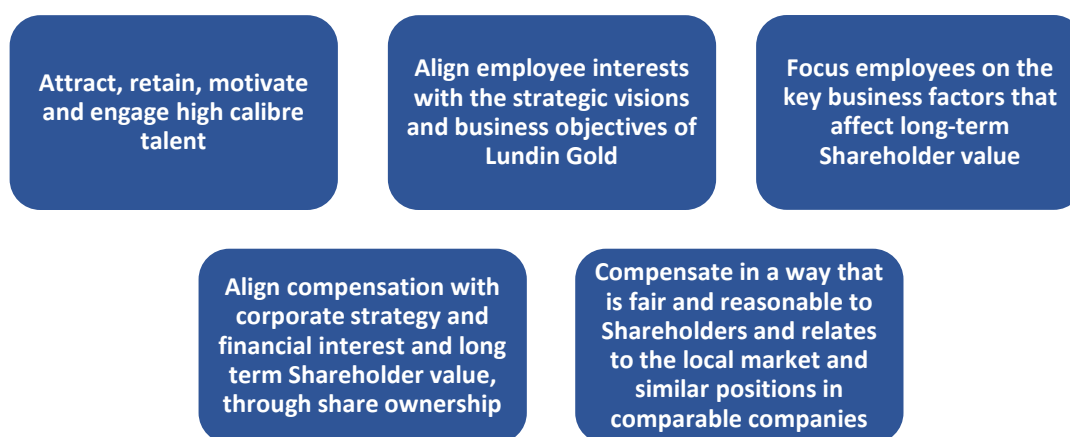 Attract, retain, motivate
and engage high calibre
talent
Align employee interests
with the strategic visions
and business objectives of
Lundin Gold
Focus employees on the
key business factors that
affect long-term
Shareholder value
Align compensation with
corporate strategy and
financial interest and long
term Shareholder value,
through share ownership
Compensate in a way that
is fair and reasonable to
Shareholders and relates
to the local market and
similar positions in
comparable companies